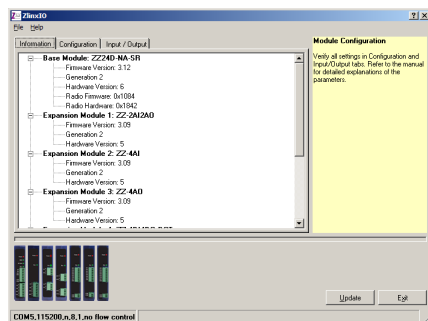 ZlinxIO
File Help
Information Configuration Input / Output
Base Module: ZZ24D-NA-SR
Firmware Version: 3.12
Generation 2
Hardware Version: 6
Radio Firmware: 0x1084
Radio Hardware: 0x1842
Expansion Module 1: ZZ-2AI2AO
Firmware Version: 3.09
Generation 2
Hardware Version: 5
Expansion Module 2: ZZ-4AI
Firmware Version: 3.09
Generation 2
Hardware Version: 5
Expansion Module 3: ZZ-4AO
Firmware Version: 3.09
Generation 2
Hardware Version: 5
Module Configuration
Verify all settings in Configuration and
Input/Output tabs. Refer to the manual
for detailed explanations of the
parameters.
Update Exit
COM5,115200,n,8,1,no flow control